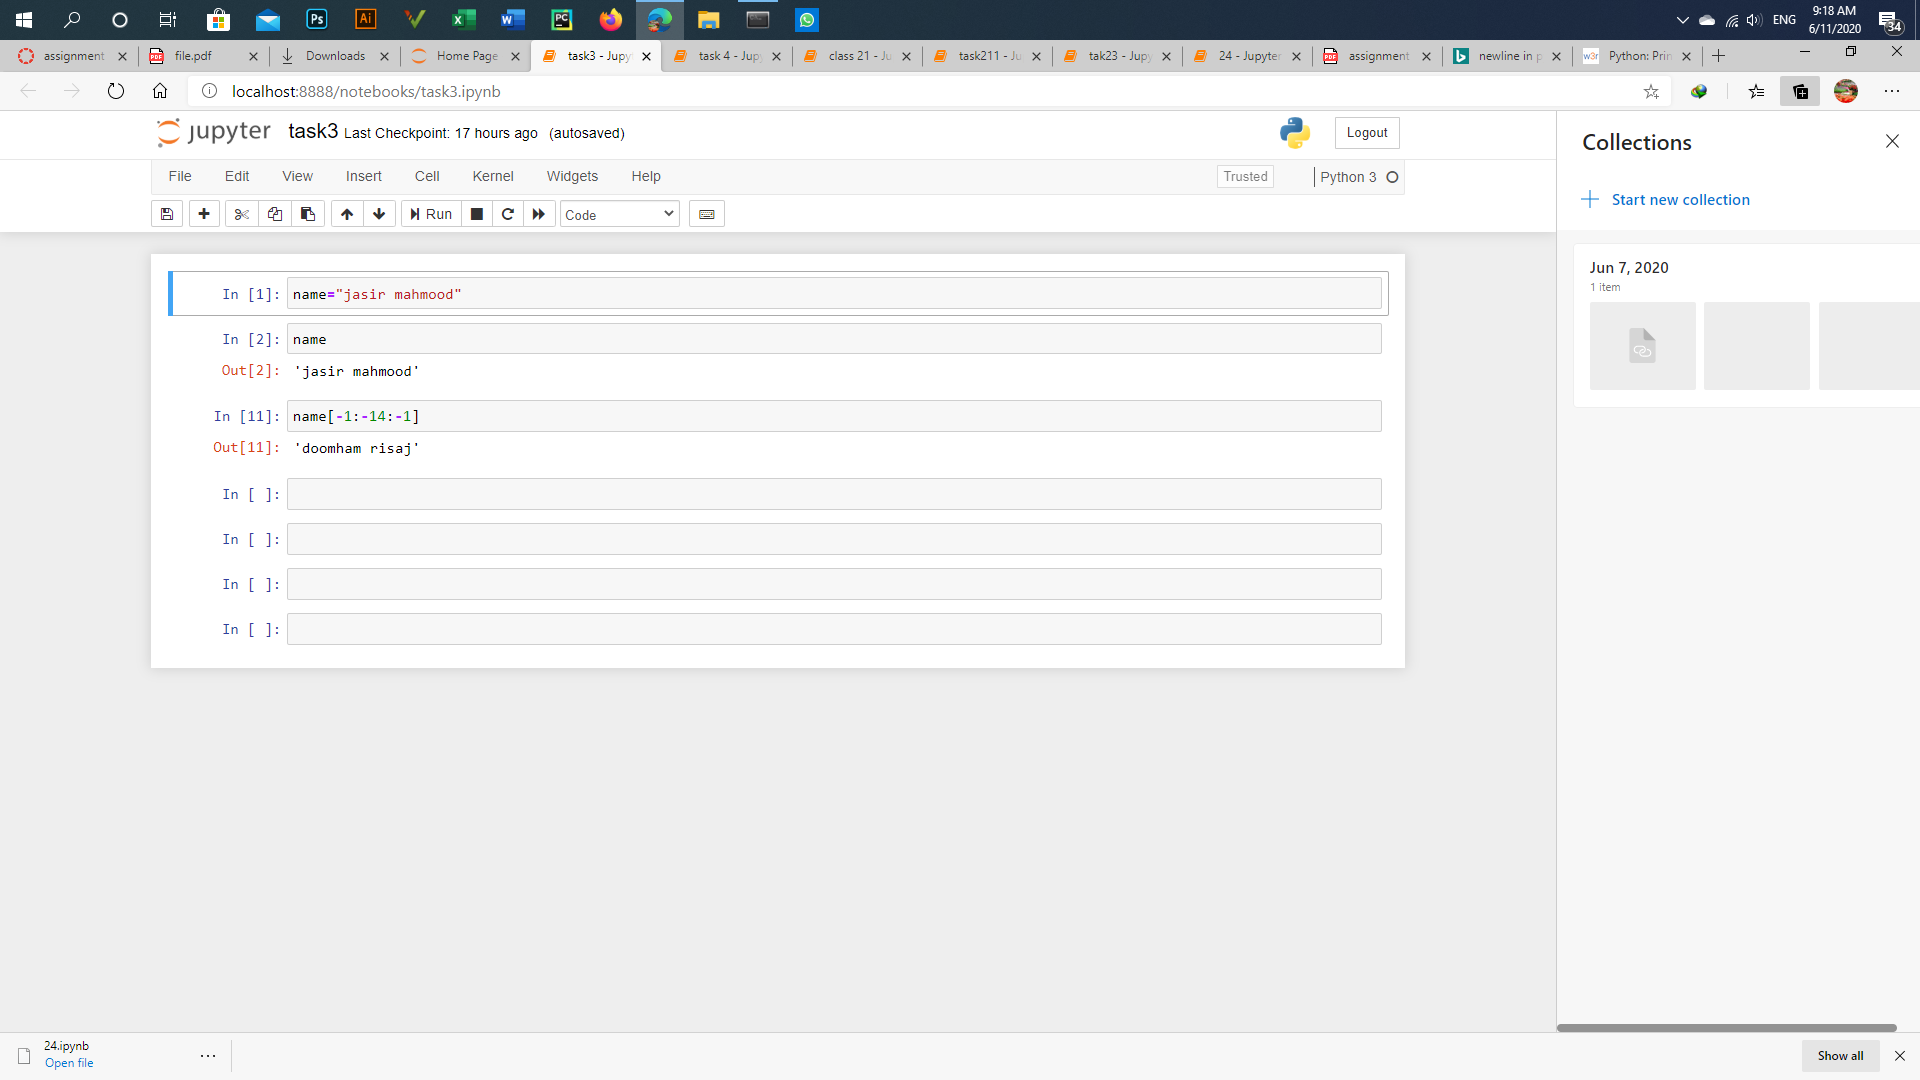 Ps Ai
ENG 9:18 AM
6/11/2020 34
assignment file.pdf Downloads Home Page task3 - Jupy task 4 - Jupy class 21 - Ju task211 - Ju tak23 - Jupy 24 - Jupyter assignment newline in p w3r Python: Prin
localhost:8888/notebooks/task3.ipynb
jupyter task3 Last Checkpoint: 17 hours ago (autosaved) Logout
File Edit View Insert Cell Kernel Widgets Help Trusted Python 3
Run Code
In [1]: name="jasir mahmood"
In [2]: name
Out[2]: 'jasir mahmood'
In [11]: name[-1:-14:-1]
Out[11]: 'doomham risaj'
In [ ]:
In [ ]:
In [ ]:
In [ ]:
Collections
Start new collection
Jun 7, 2020
1 item
24.ipynb
Open file
Show all